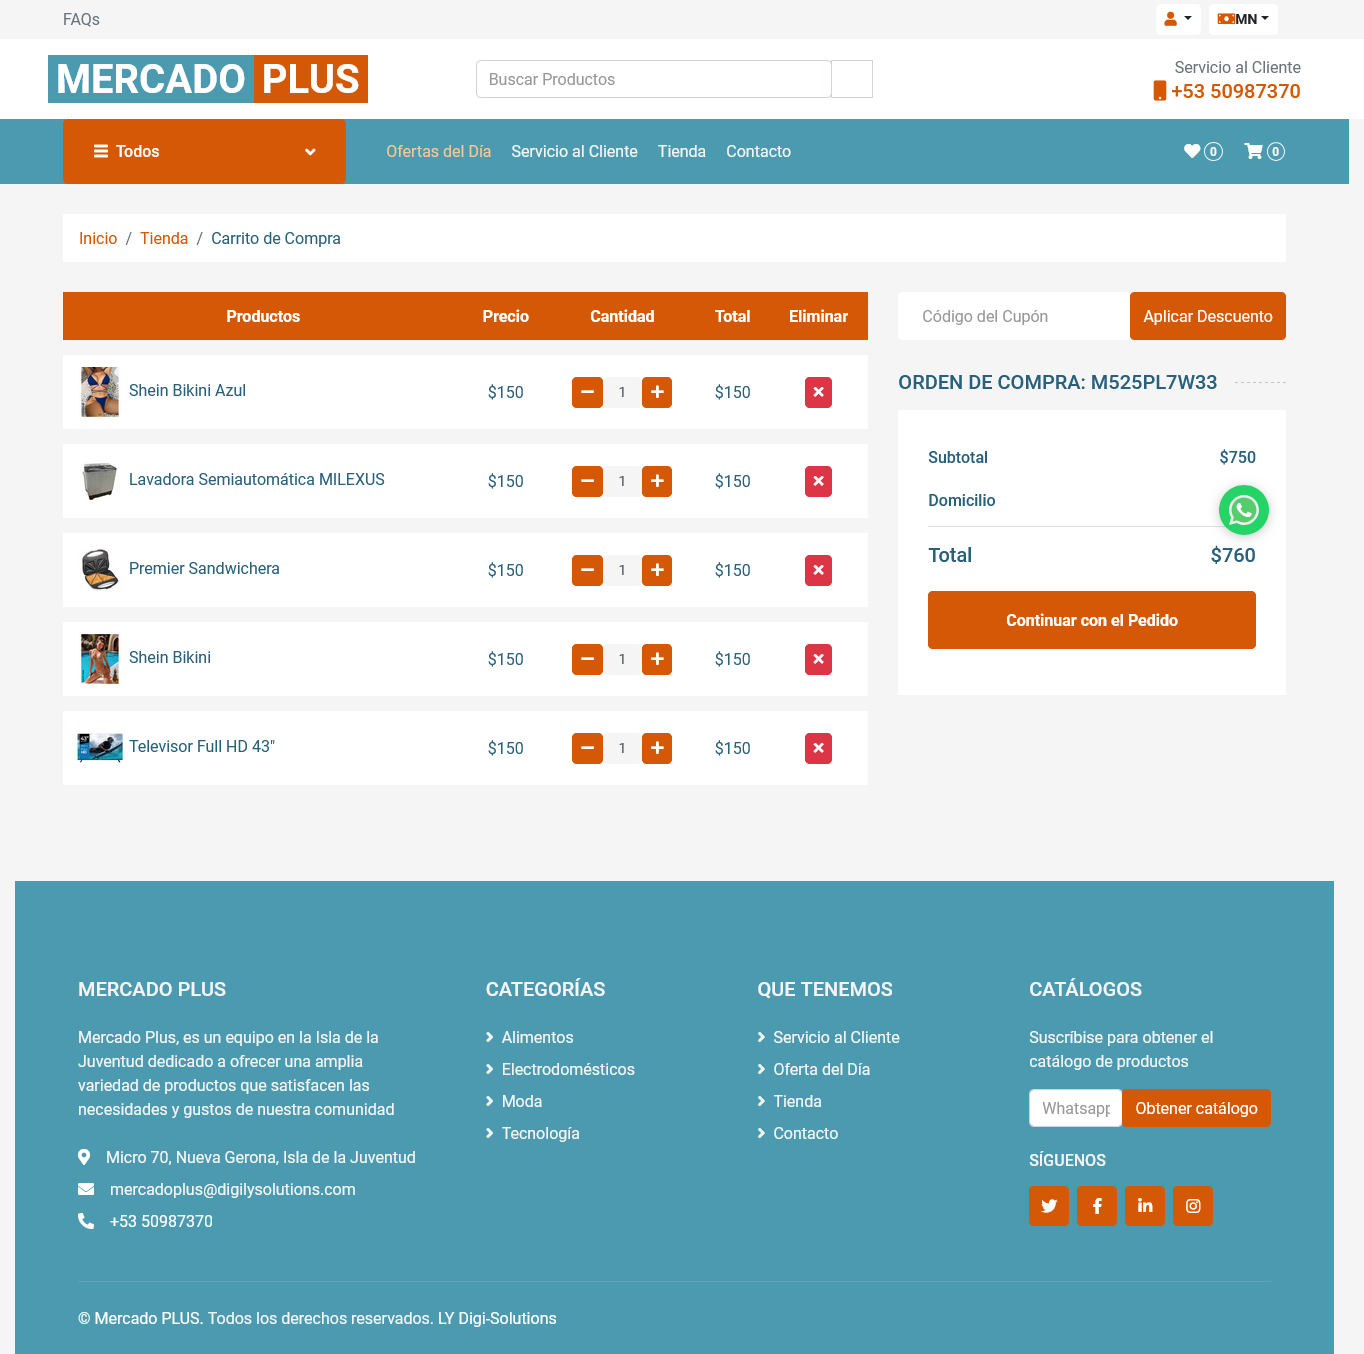 FAQs
MN
MERCADO PLUS
Buscar Productos
Servicio al Cliente
+53 50987370
Todos
Ofertas del Día
Servicio al Cliente
Tienda
Contacto
0
0
Inicio / Tienda / Carrito de Compra
Productos Precio Cantidad Total Eliminar
Shein Bikini Azul $150 1 $150
Lavadora Semiautomática MILEXUS $150 1 $150
Premier Sandwichera $150 1 $150
Shein Bikini $150 1 $150
Televisor Full HD 43" $150 1 $150
Código del Cupón
Aplicar Descuento
ORDEN DE COMPRA: M525PL7W33
Subtotal $750
Domicilio
Total $760
Continuar con el Pedido
MERCADO PLUS
Mercado Plus, es un equipo en la Isla de la
Juventud dedicado a ofrecer una amplia
variedad de productos que satisfacen las
necesidades y gustos de nuestra comunidad
Micro 70, Nueva Gerona, Isla de la Juventud
mercadoplus@digilysolutions.com
+53 50987370
CATEGORÍAS
Alimentos
Electrodomésticos
Moda
Tecnología
QUE TENEMOS
Servicio al Cliente
Oferta del Día
Tienda
Contacto
CATÁLOGOS
Suscríbise para obtener el
catálogo de productos
Whatsapp
Obtener catálogo
SÍGUENOS
© Mercado PLUS. Todos los derechos reservados. LY Digi-Solutions